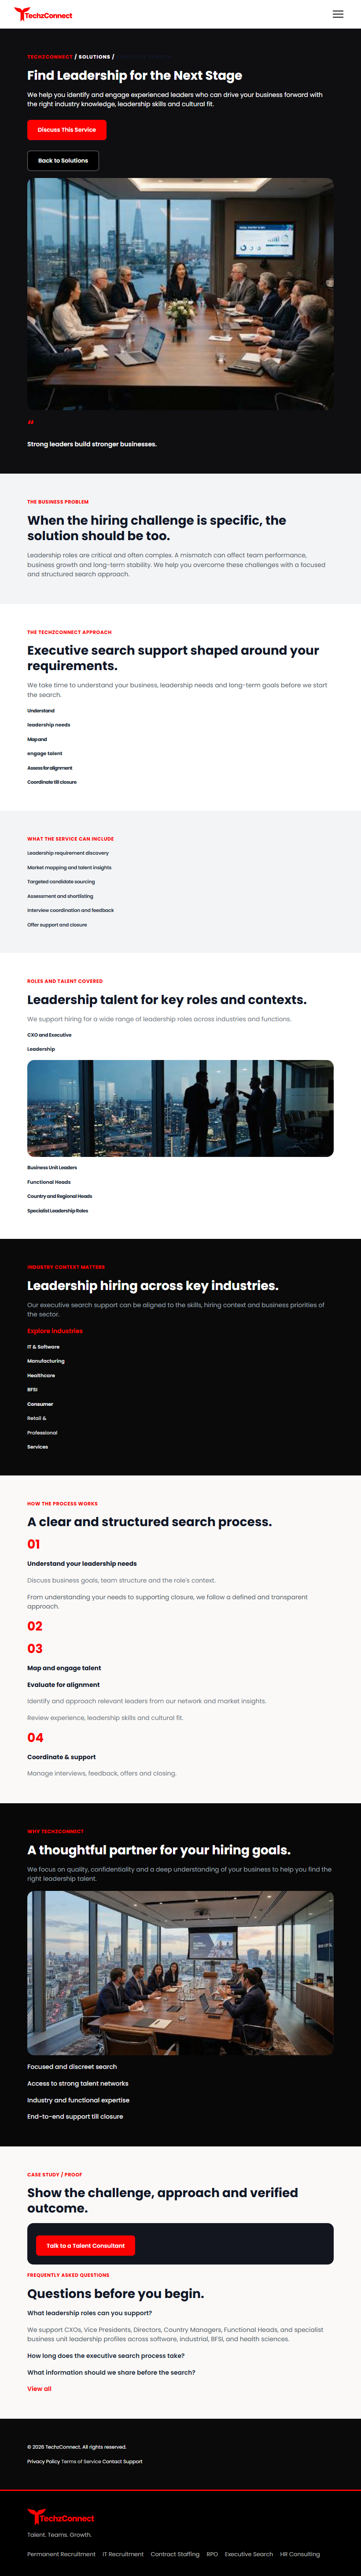 TechzConnect
TECHZCONNECT / SOLUTIONS /
Find Leadership for the Next Stage
We help you identify and engage experienced leaders who can drive your business forward with
the right industry knowledge, leadership skills and cultural fit.
Discuss This Service
Back to Solutions
"
Strong leaders build stronger businesses.
THE BUSINESS PROBLEM
When the hiring challenge is specific, the
solution should be too.
Leadership roles are critical and often complex. A mismatch can affect team performance,
business growth and long-term stability. We help you overcome these challenges with a focused
and structured search approach.
THE TECHZCONNECT APPROACH
Executive search support shaped around your
requirements.
We take time to understand your business, leadership needs and long-term goals before we start
the search.
Understand
leadership needs
Map and
engage talent
Assess for alignment
Coordinate till closure
WHAT THE SERVICE CAN INCLUDE
Leadership requirement discovery
Market mapping and talent insights
Targeted candidate sourcing
Assessment and shortlisting
Interview coordination and feedback
Offer support and closure
ROLES AND TALENT COVERED
Leadership talent for key roles and contexts.
We support hiring for a wide range of leadership roles across industries and functions.
CXO and Executive
Leadership
Business Unit Leaders
Functional Heads
Country and Regional Heads
Specialist Leadership Roles
INDUSTRY CONTEXT MATTERS
Leadership hiring across key industries.
Our executive search support can be aligned to the skills, hiring context and business priorities of
the sector.
Explore Industries
IT & Software
Manufacturing
Healthcare
BFSI
Consumer
Retail &
Professional
Services
HOW THE PROCESS WORKS
A clear and structured search process.
01
Understand your leadership needs
Discuss business goals, team structure and the role's context.
From understanding your needs to supporting closure, we follow a defined and transparent
approach.
02
03
Map and engage talent
Evaluate for alignment
Identify and approach relevant leaders from our network and market insights.
Review experience, leadership skills and cultural fit.
04
Coordinate & support
Manage interviews, feedback, offers and closing.
WHY TECHZCONNECT
A thoughtful partner for your hiring goals.
We focus on quality, confidentiality and a deep understanding of your business to help you find the
right leadership talent.
Focused and discreet search
Access to strong talent networks
Industry and functional expertise
End-to-end support till closure
CASE STUDY / PROOF
Show the challenge, approach and verified
outcome.
Talk to a Talent Consultant
FREQUENTLY ASKED QUESTIONS
Questions before you begin.
What leadership roles can you support?
We support CXOs, Vice Presidents, Directors, Country Managers, Functional Heads, and specialist
business unit leadership profiles across software, industrial, BFSI, and health sciences.
How long does the executive search process take?
What information should we share before the search?
View all
© 2026 TechzConnect. All rights reserved.
Privacy Policy Terms of Service Contact Support
TechzConnect
Talent. Teams. Growth.
Permanent Recruitment IT Recruitment Contract Staffing RPO Executive Search HR Consulting